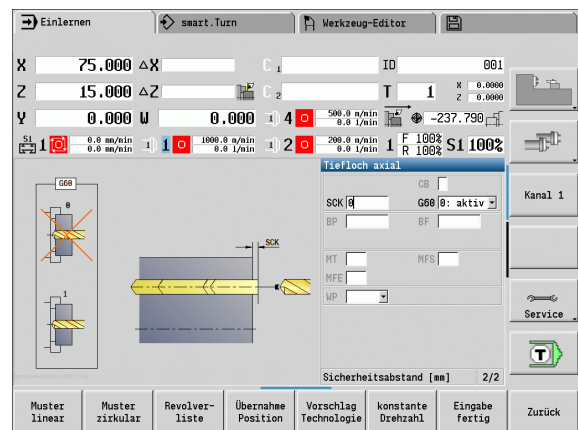 Einlernen
smart.Turn
Werkzeug-Editor
X 75.000 △X C 1 ID 001
Z 15.000 △Z C 2 T 1 X 0.0000 Z 0.0000
Y 0.000 W 0.000 4 500.0 m/min 0.0 1/min -237.790
S1 1 0.0 mm/min 0.0 mm/min 1 1000.0 m/min 0.0 1/min 2 200.0 m/min 0.0 1/min 1 F 100% R 100% S1 100%
Tiefloch axial
CB
SCK 0 G60 0: aktiv
BP BF
MT MFS
MFE
WP
Sicherheitsabstand [mm] 2/2
G60
0
1
SCK
Kanal 1
Service
T
Muster linear
Muster zirkular
Revolver- liste
Übernahme Position
Vorschlag Technologie
konstante Drehzahl
Eingabe fertig
Zurück